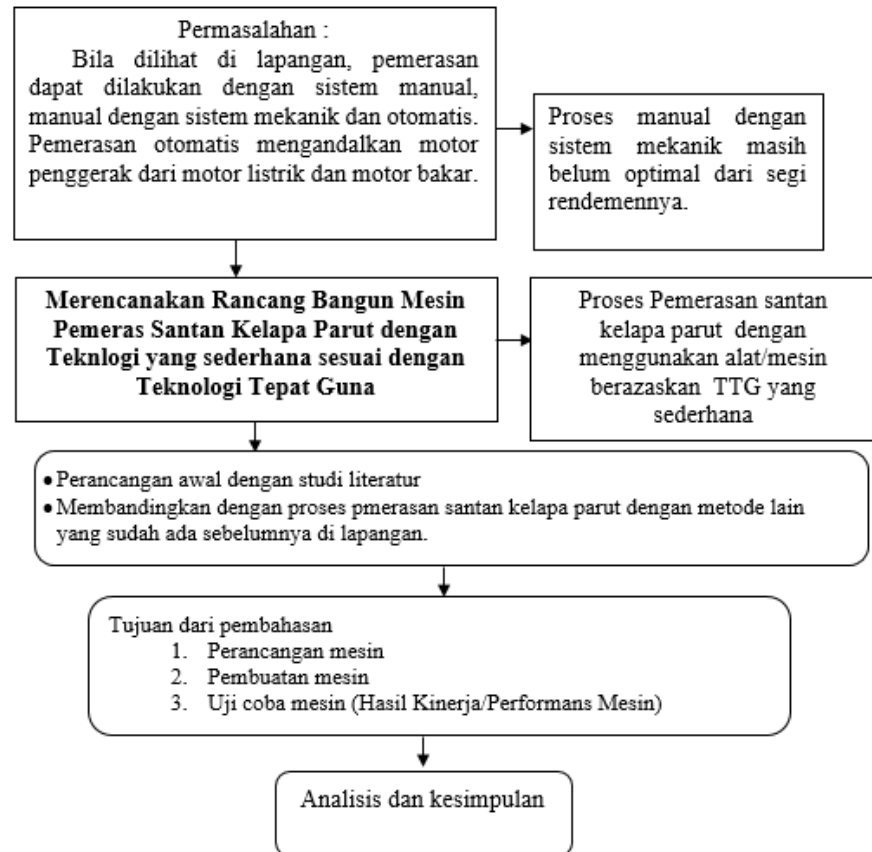 Permasalahan :
Bila dilihat di lapangan, pemerasan
dapat dilakukan dengan sistem manual,
manual dengan sistem mekanik dan otomatis.
Pemerasan otomatis mengandalkan motor
penggerak dari motor listrik dan motor bakar.
Proses manual dengan
sistem mekanik masih
belum optimal dari segi
rendemennya.
Merencanakan Rancang Bangun Mesin
Pemeras Santan Kelapa Parut dengan
Teknlogi yang sederhana sesuai dengan
Teknologi Tepat Guna
Proses Pemerasan santan
kelapa parut dengan
menggunakan alat/mesin
berazaskan TTG yang
sederhana
• Perancangan awal dengan studi literatur
• Membandingkan dengan proses pmerasan santan kelapa parut dengan metode lain
yang sudah ada sebelumnya di lapangan.
Tujuan dari pembahasan
1. Perancangan mesin
2. Pembuatan mesin
3. Uji coba mesin (Hasil Kinerja/Performans Mesin)
Analisis dan kesimpulan